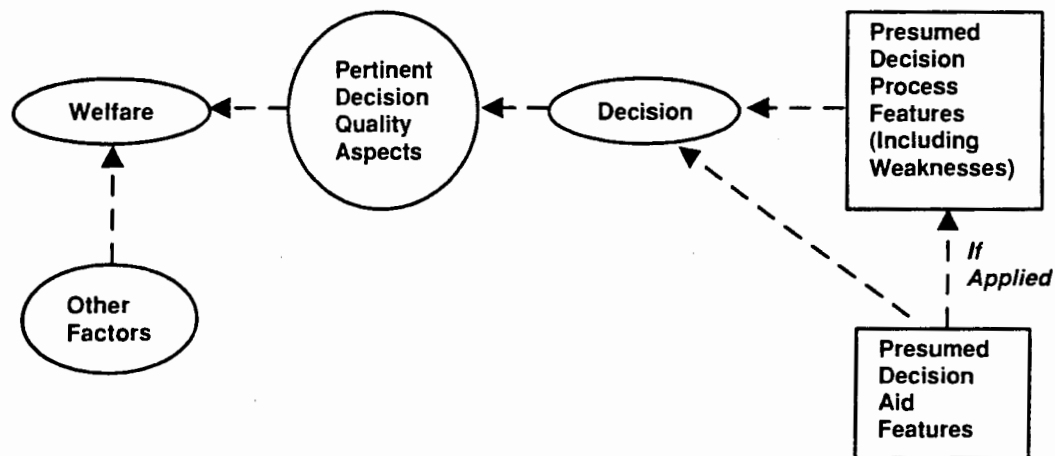 Welfare
Pertinent
Decision
Quality
Aspects
Decision
Presumed
Decision
Process
Features
(Including
Weaknesses)
Other
Factors
If
Applied
Presumed
Decision
Aid
Features